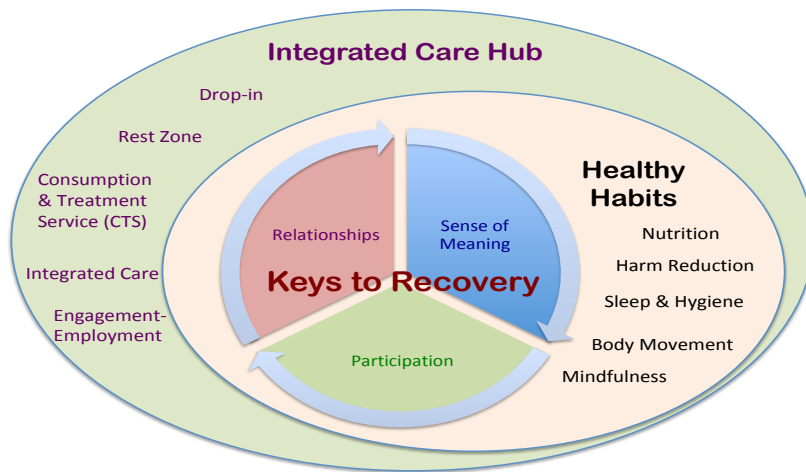 Integrated Care Hub
Drop-in
Rest Zone
Consumption
& Treatment
Service (CTS)
Integrated Care
Engagement-
Employment
Healthy
Habits
Nutrition
Harm Reduction
Sleep & Hygiene
Body Movement
Mindfulness
Relationships
Sense of
Meaning
Keys to Recovery
Participation